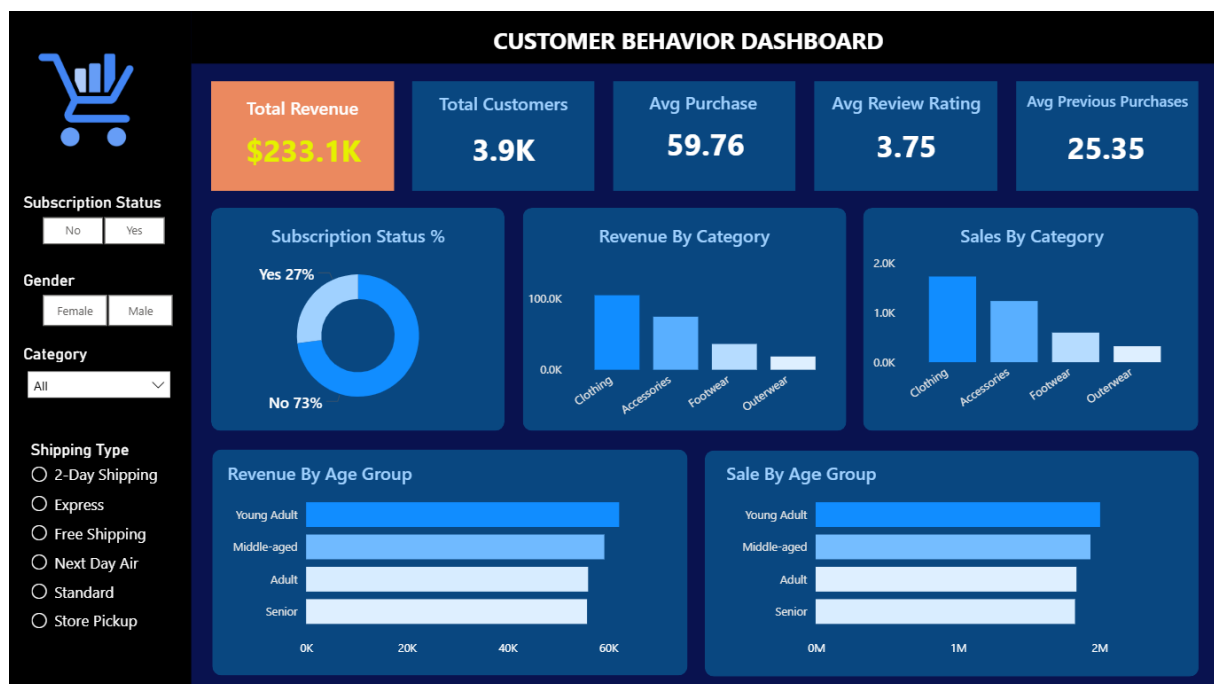 CUSTOMER BEHAVIOR DASHBOARD
Total Revenue
$233.1K
Total Customers
3.9K
Avg Purchase
59.76
Avg Review Rating
3.75
Avg Previous Purchases
25.35
Subscription Status
No Yes
Gender
Female Male
Category
All
Shipping Type
2-Day Shipping
Express
Free Shipping
Next Day Air
Standard
Store Pickup
Subscription Status %
Yes 27%
No 73%
Revenue By Category
100.0K
0.0K
Clothing Accessories Footwear Outerwear
Sales By Category
2.0K
1.0K
0.0K
Clothing Accessories Footwear Outerwear
Revenue By Age Group
Young Adult
Middle-aged
Adult
Senior
0K 20K 40K 60K
Sale By Age Group
Young Adult
Middle-aged
Adult
Senior
0M 1M 2M